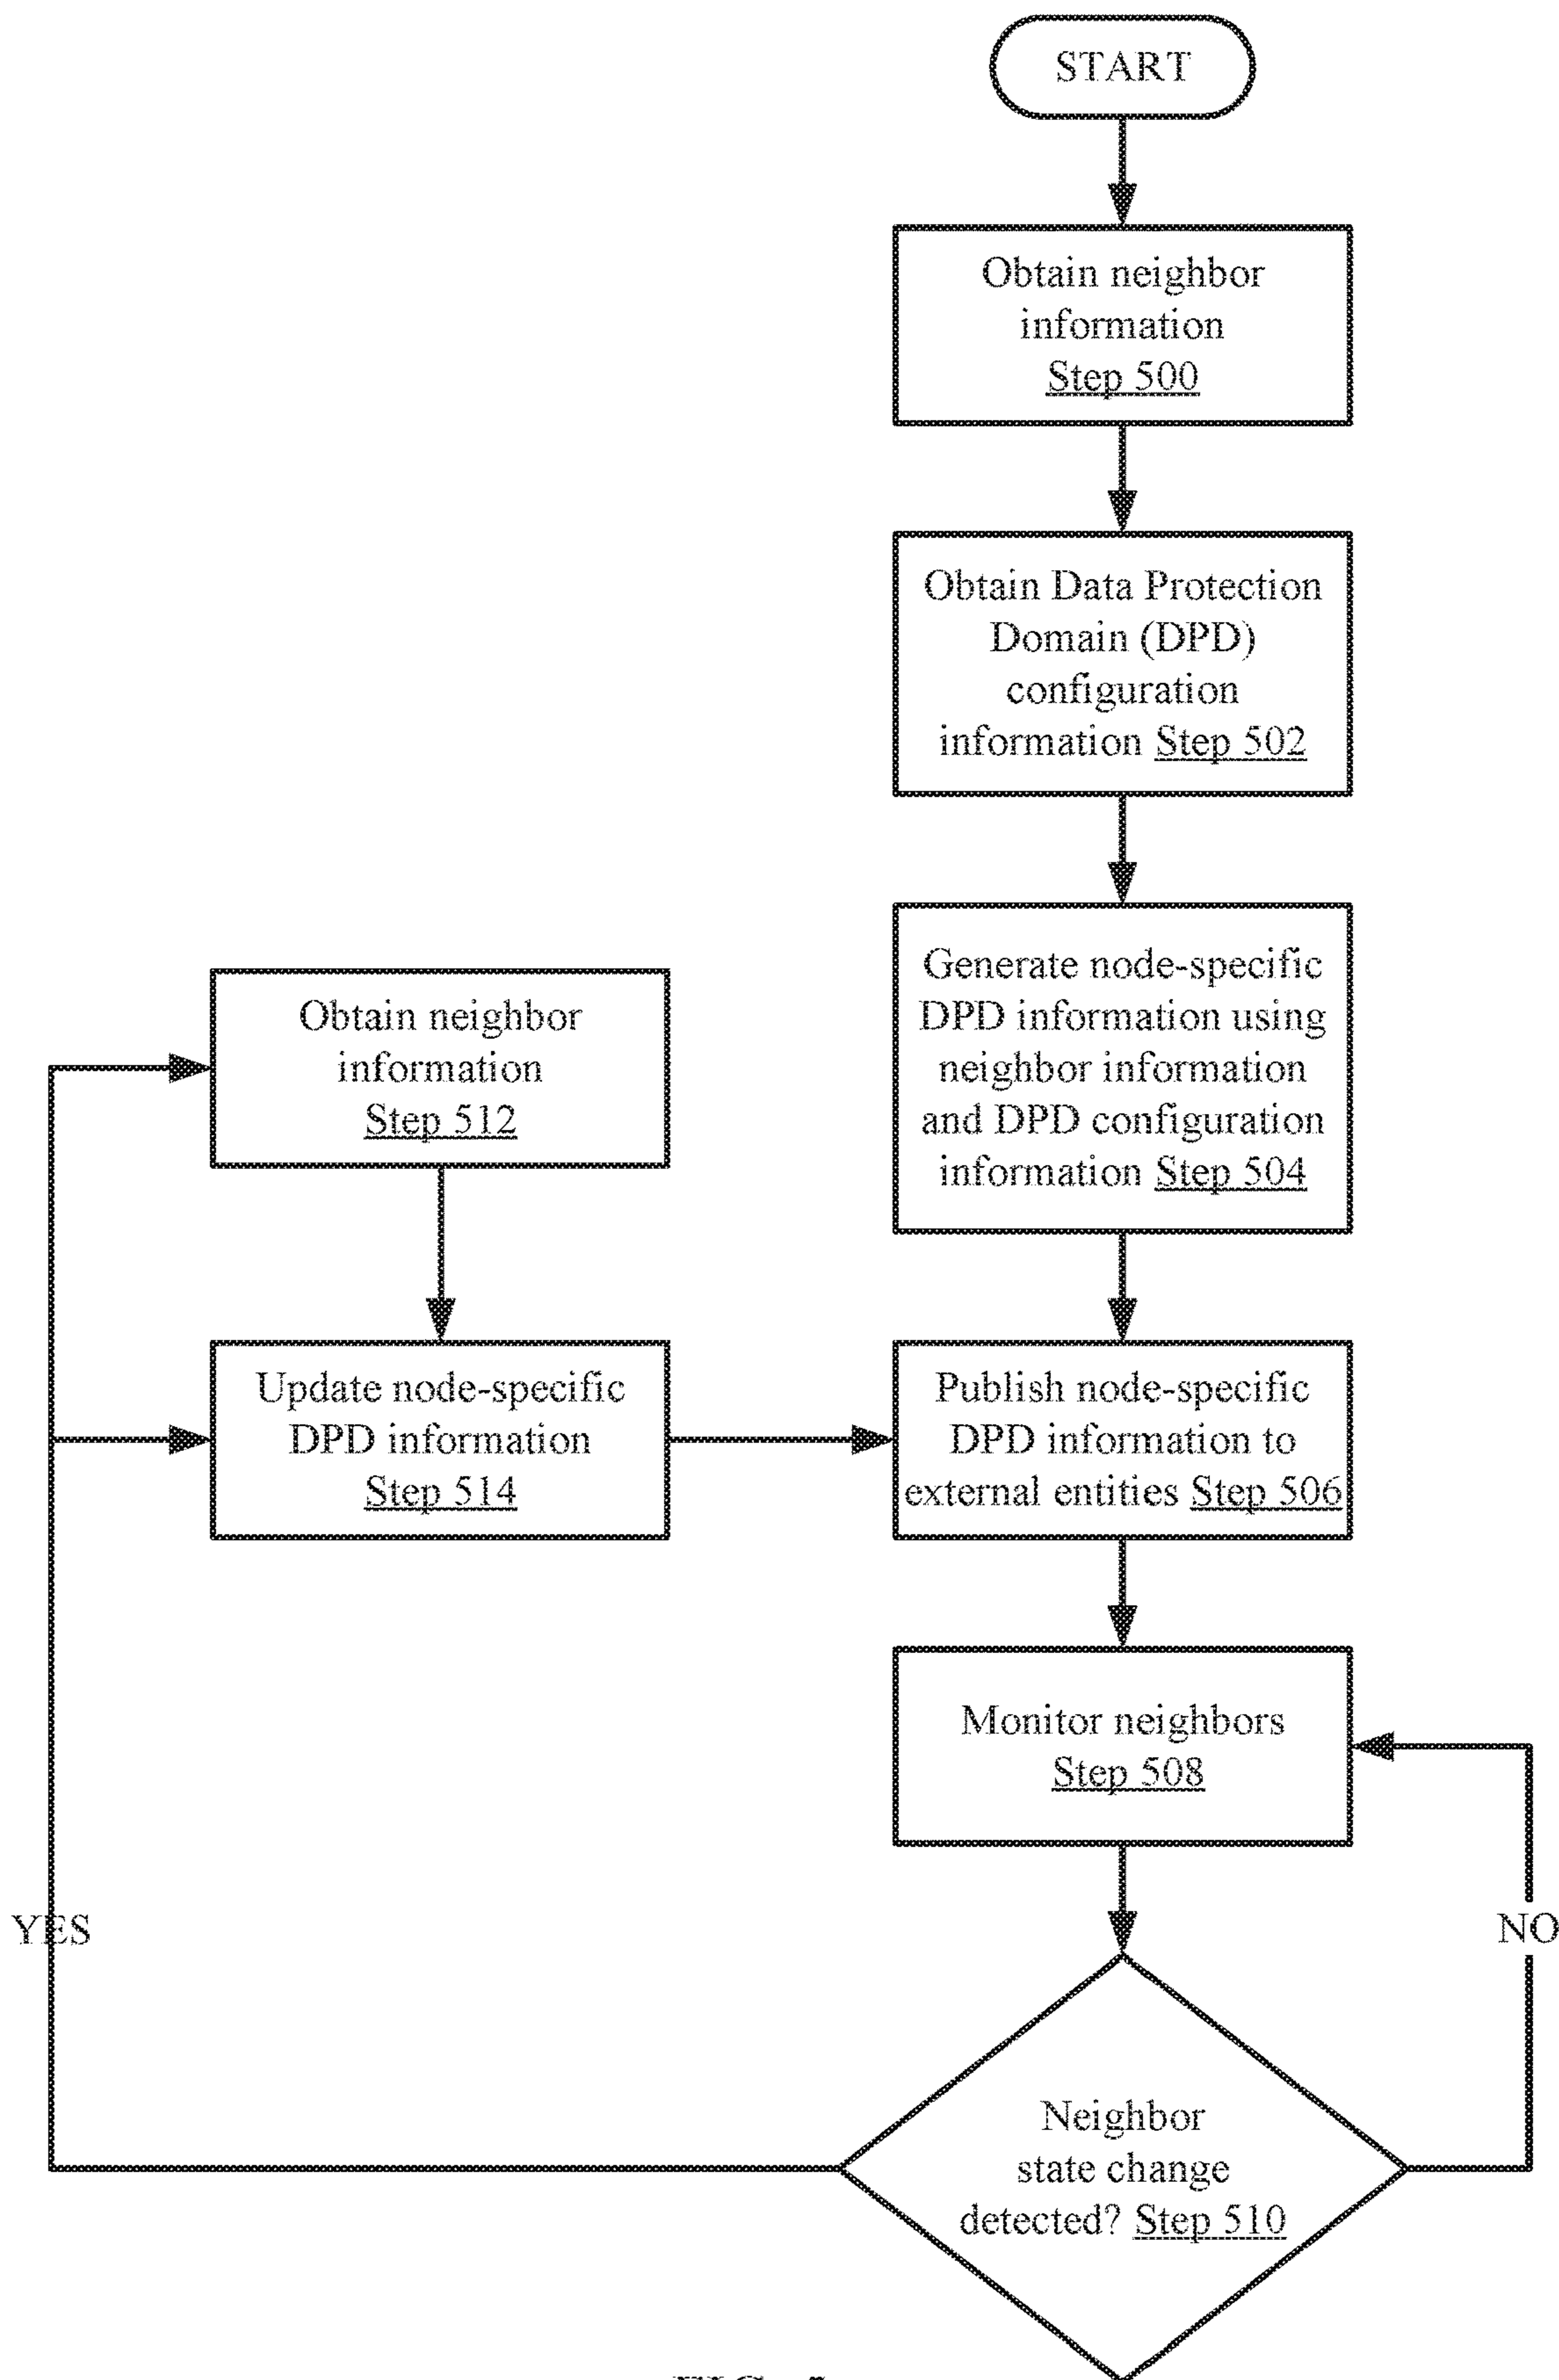 START
Obtain neighbor
information
Step 500
Obtain Data Protection
Domain (DPD)
configuration
information Step 502
Generate node-specific
DPD information using
neighbor information
and DPD configuration
information Step 504
Obtain neighbor
information
Step 512
Update node-specific
DPD information
Step 514
Publish node-specific
DPD information to
external entities Step 506
Monitor neighbors
Step 508
YES
NO
Neighbor
state change
detected? Step 510